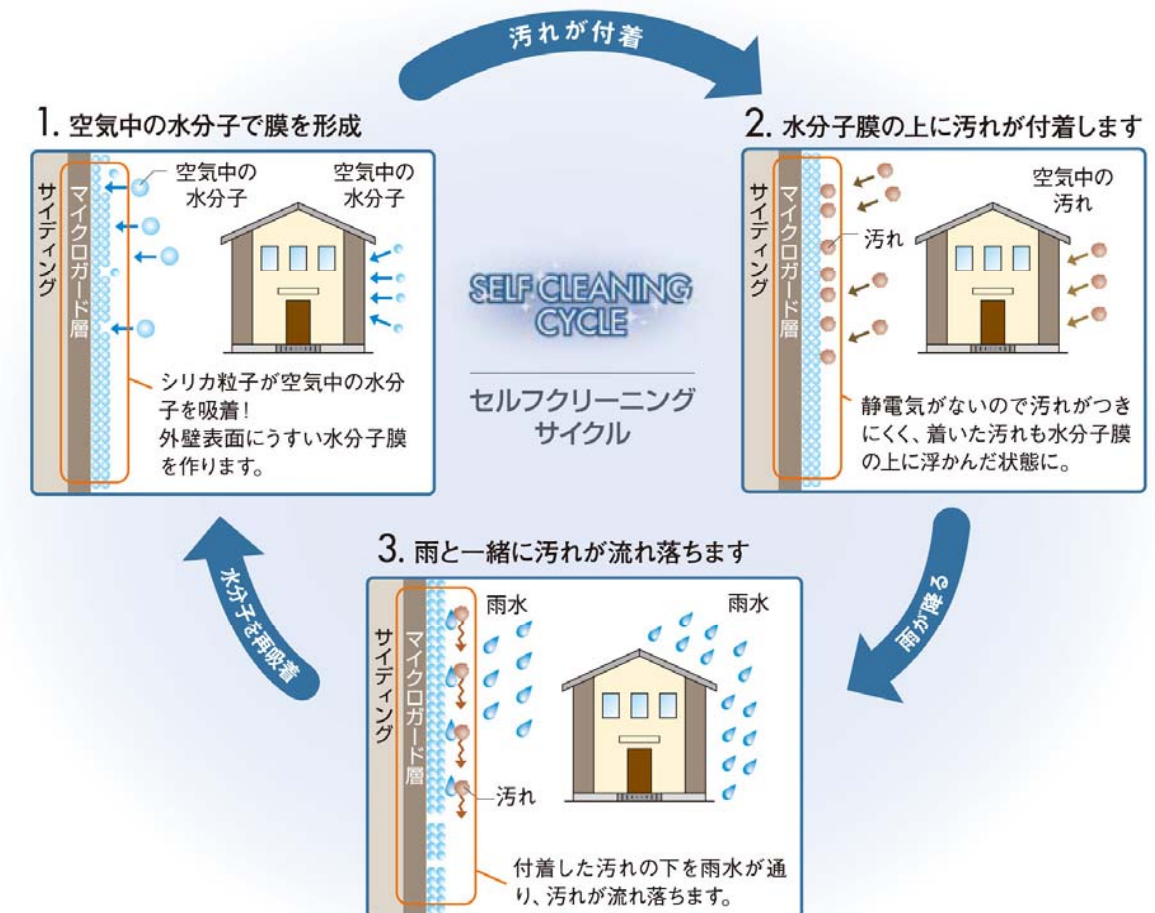 汚れが付着
1. 空気中の水分子で膜を形成
サイディング
マイクロガード層
空気中の
水分子
空気中の
水分子
シリカ粒子が空気中の水分
子を吸着！
外壁表面にうすい水分子膜
を作ります。
SELF CLEANING
CYCLE
セルフクリーニング
サイクル
2. 水分子膜の上に汚れが付着します
サイディング
マイクロガード層
汚れ
空気中の
汚れ
静電気がないので汚れがつき
にくく、着いた汚れも水分子膜
の上に浮かんだ状態に。
雨が降る
3. 雨と一緒に汚れが流れ落ちます
サイディング
マイクロガード層
雨水
雨水
汚れ
付着した汚れの下を雨水が通
り、汚れが流れ落ちます。
水分子を再吸着